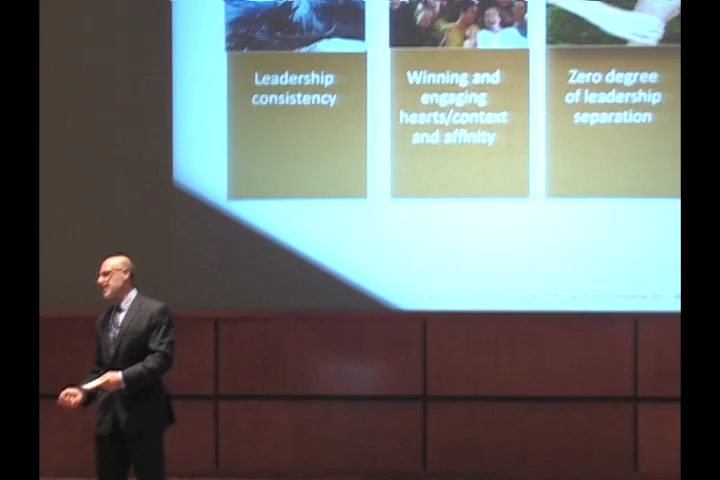 Leadership
consistency
Winning and
engaging
hearts/context
and affinity
Zero degree
of leadership
separation